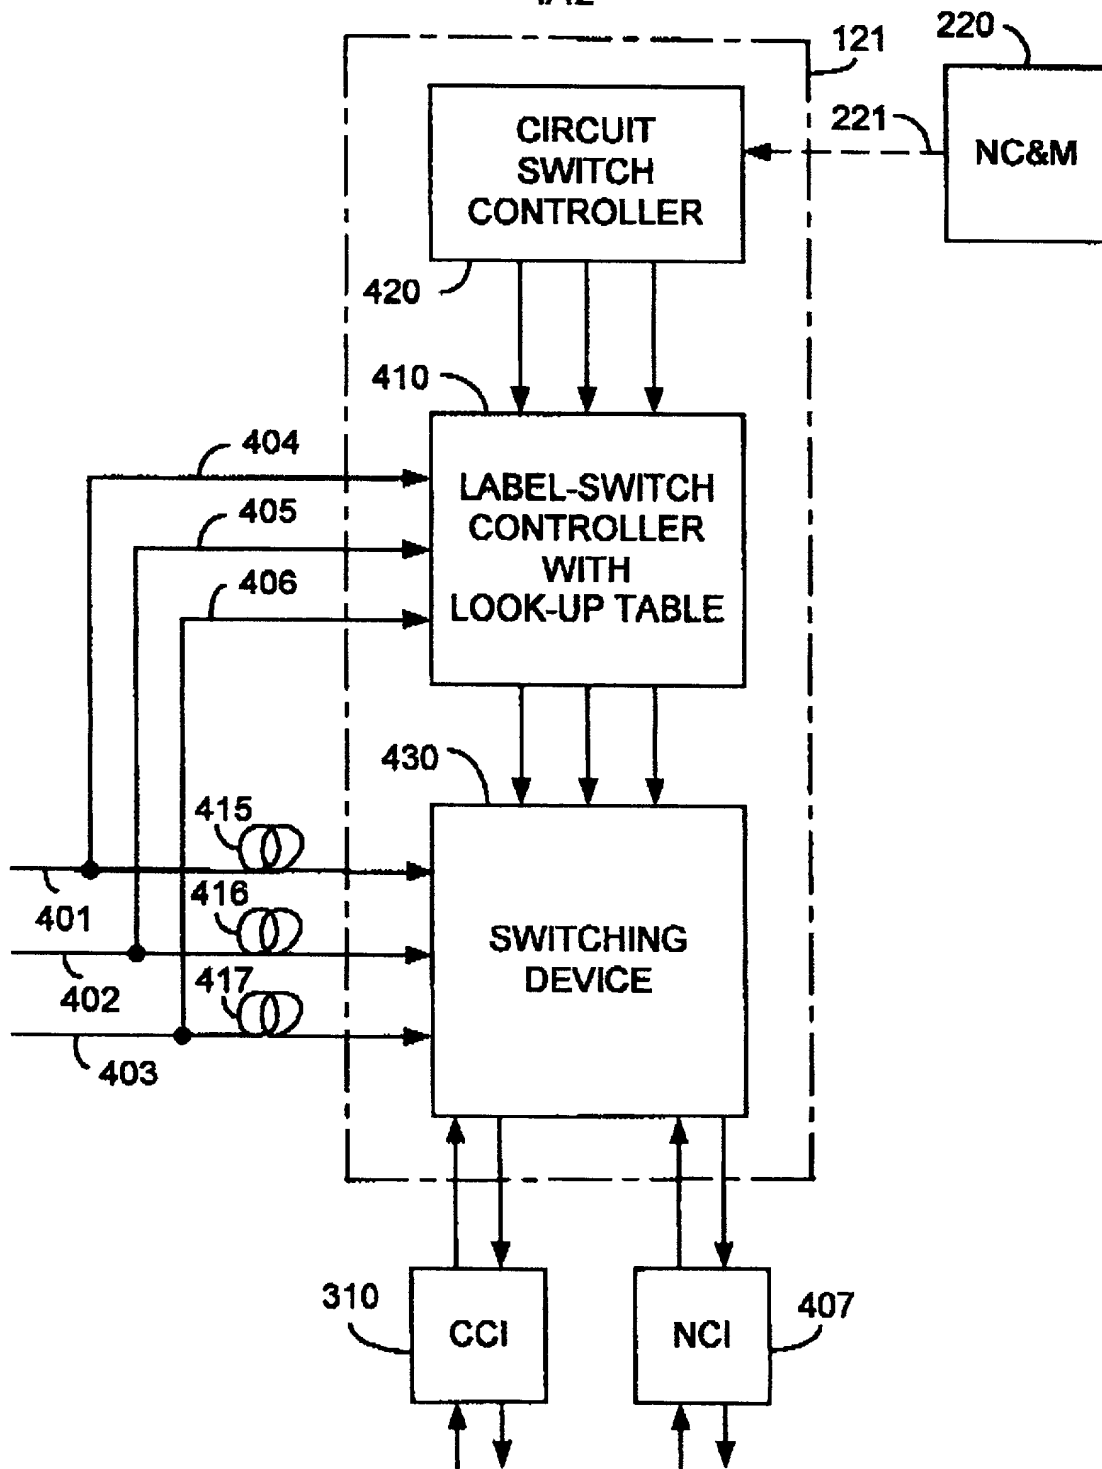 121
220
CIRCUIT
SWITCH
CONTROLLER
221
NC&M
420
410
404
LABEL-SWITCH
CONTROLLER
WITH
LOOK-UP TABLE
405
406
430
415
401
416
SWITCHING
DEVICE
402
417
403
310
CCI
NCI
407